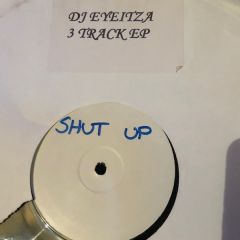 DJ EYEITZA
3 TRACK EP
SHUT UP